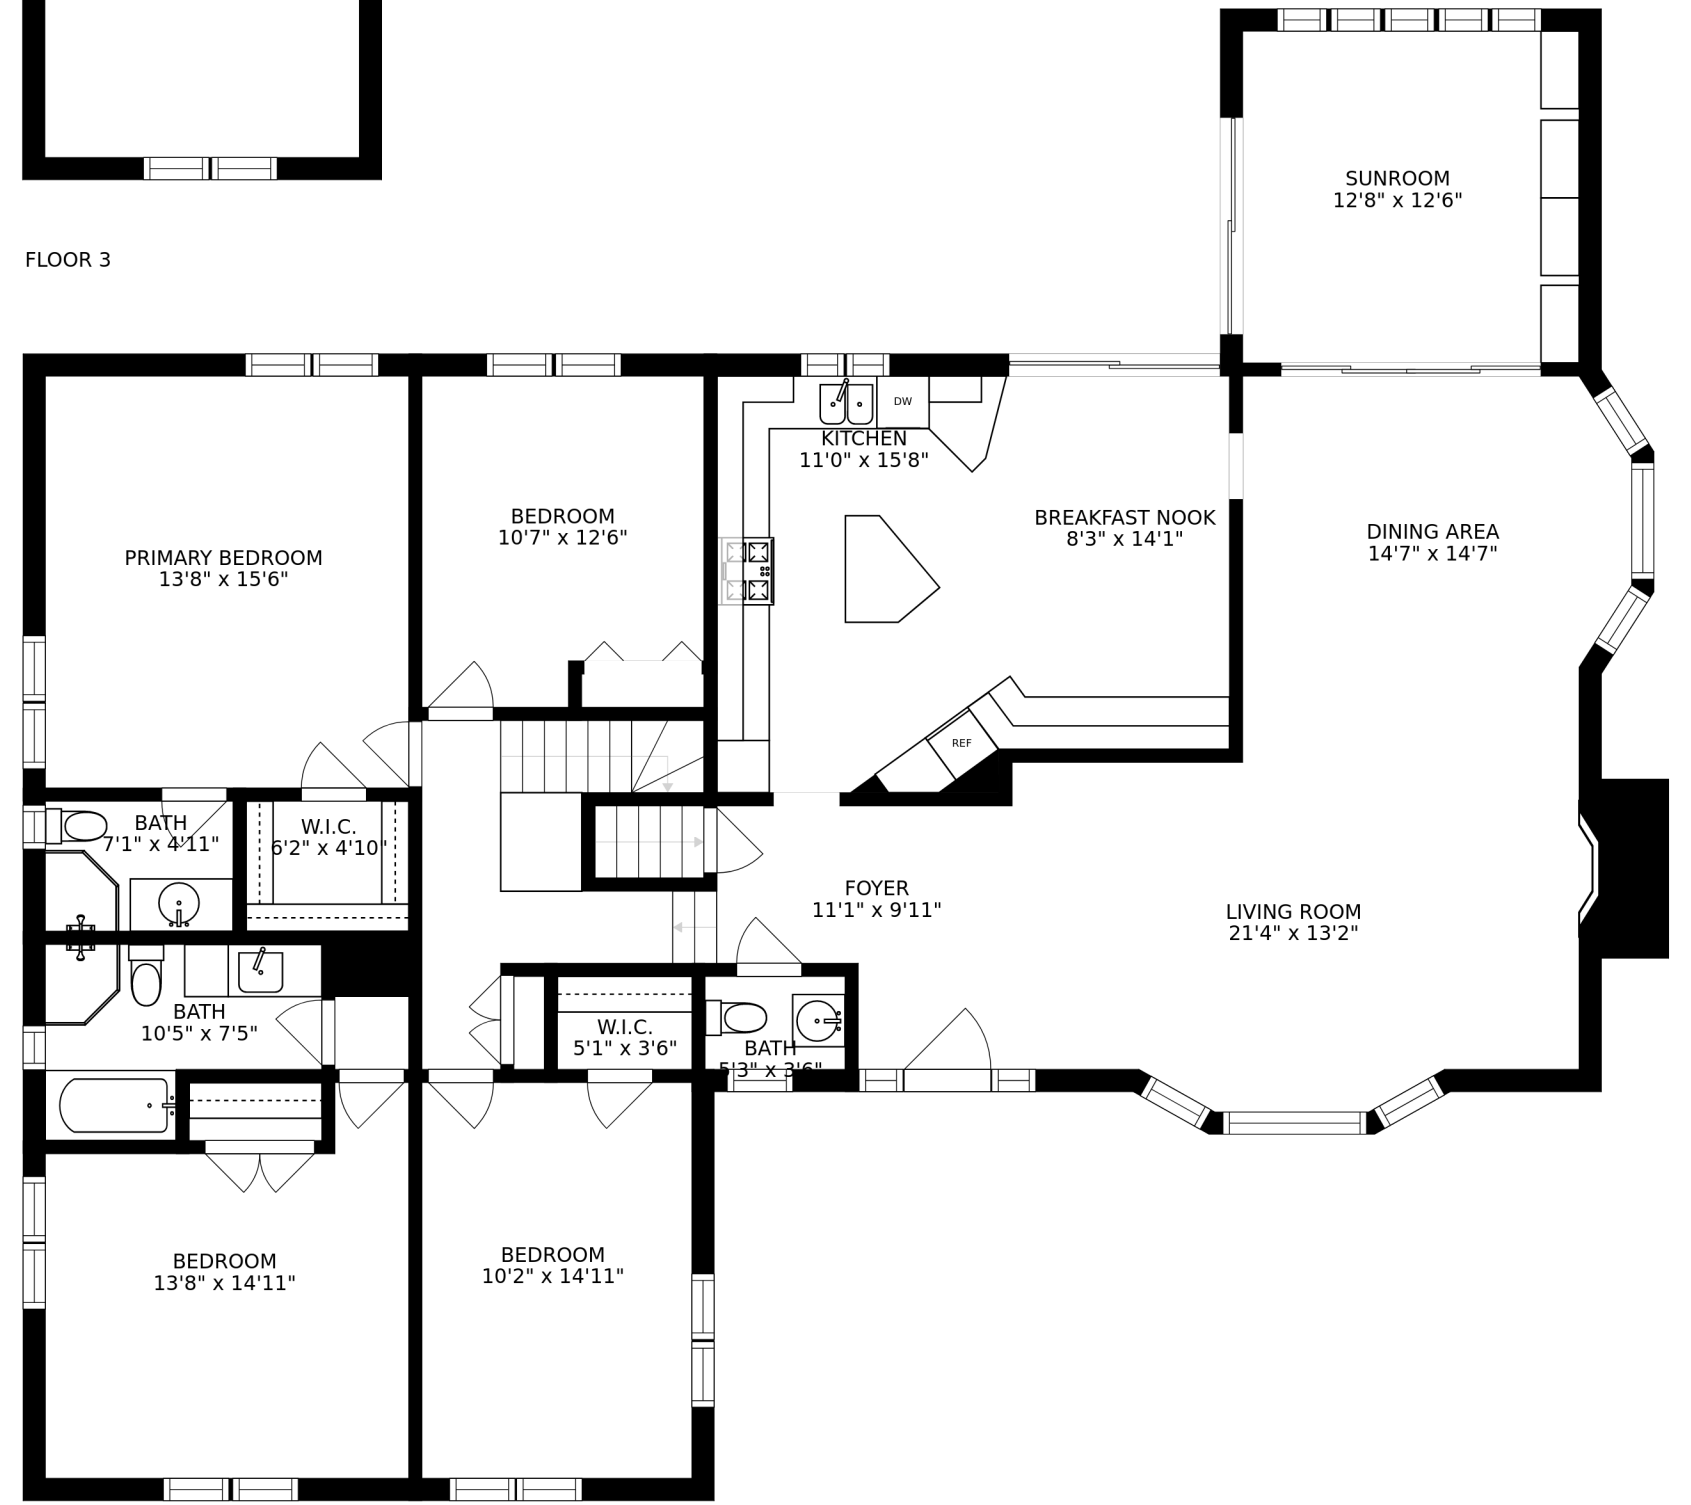 SUNROOM
12'8" x 12'6"
FLOOR 3
DW
KITCHEN
11'0" x 15'8"
BEDROOM
10'7" x 12'6"
BREAKFAST NOOK
8'3" x 14'1"
DINING AREA
14'7" x 14'7"
PRIMARY BEDROOM
13'8" x 15'6"
REF
BATH
7'1" x 4'11"
W.I.C.
6'2" x 4'10"
FOYER
11'1" x 9'11"
LIVING ROOM
21'4" x 13'2"
BATH
10'5" x 7'5"
W.I.C.
5'1" x 3'6"
BATH
5'3" x 3'6"
BEDROOM
13'8" x 14'11"
BEDROOM
10'2" x 14'11"